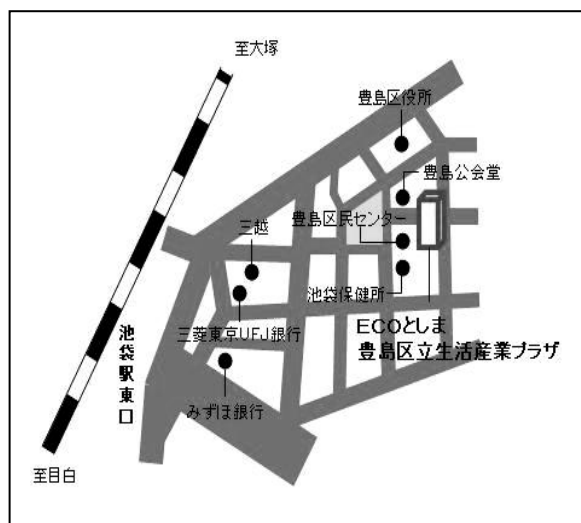 至大塚
豊島区役所
豊島公会堂
豊島区民センター
三越
池袋保健所
三菱東京UFJ銀行
ECOとしま
豊島区立生活産業プラザ
池袋駅東口
みずほ銀行
至目白